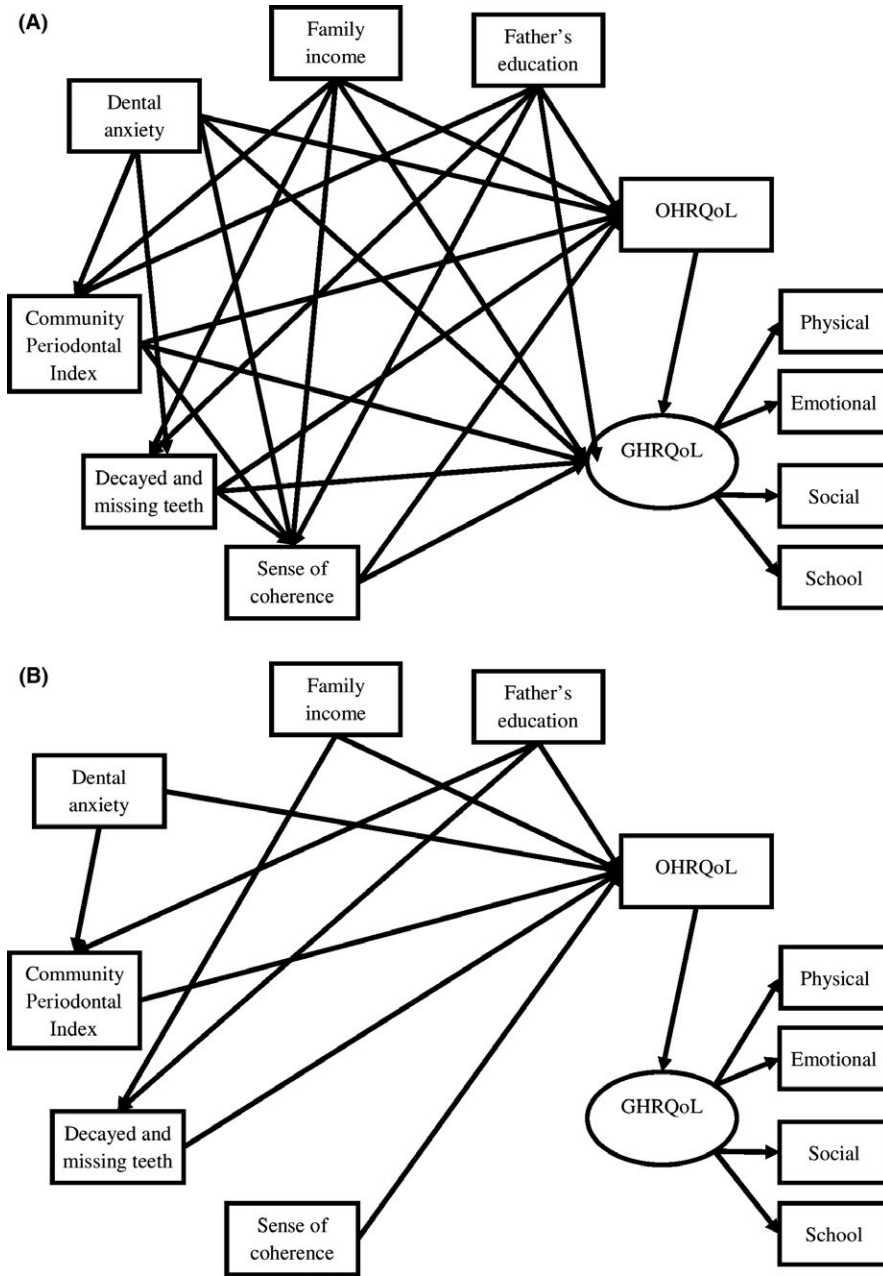 (A)
Family
income
Father's
education
Dental
anxiety
OHRQoL
Community
Periodontal
Index
Physical
Emotional
GHRQoL
Decayed and
missing teeth
Social
Sense of
coherence
School
(B)
Family
income
Father's
education
Dental
anxiety
OHRQoL
Community
Periodontal
Index
Physical
Emotional
GHRQoL
Decayed and
missing teeth
Social
Sense of
coherence
School